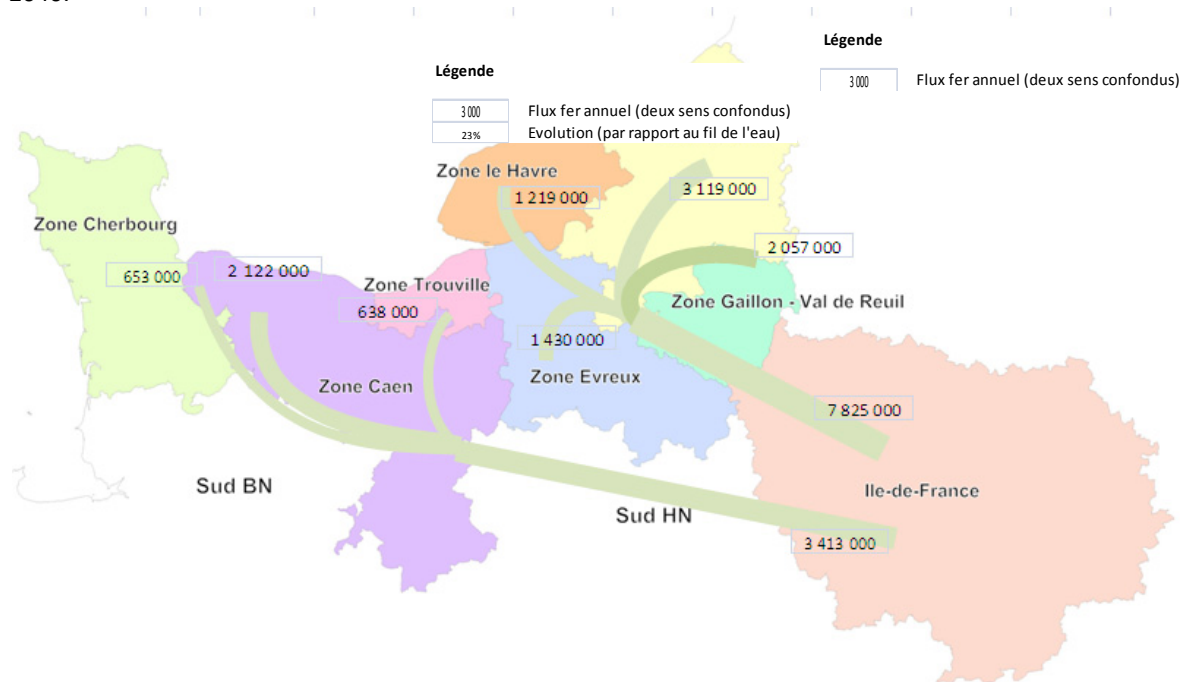 Légende
3 000 Flux fer annuel (deux sens confondus)
Légende
3 000 Flux fer annuel (deux sens confondus)
23% Evolution (par rapport au fil de l'eau)
Zone le Havre
1 219 000
3 119 000
Zone Cherbourg
653 000
2 122 000
2 057 000
Zone Trouville
638 000
Zone Gaillon - Val de Reuil
1 430 000
Zone Evreux
Zone Caen
7 825 000
Sud BN
Ile-de-France
Sud HN
3 413 000